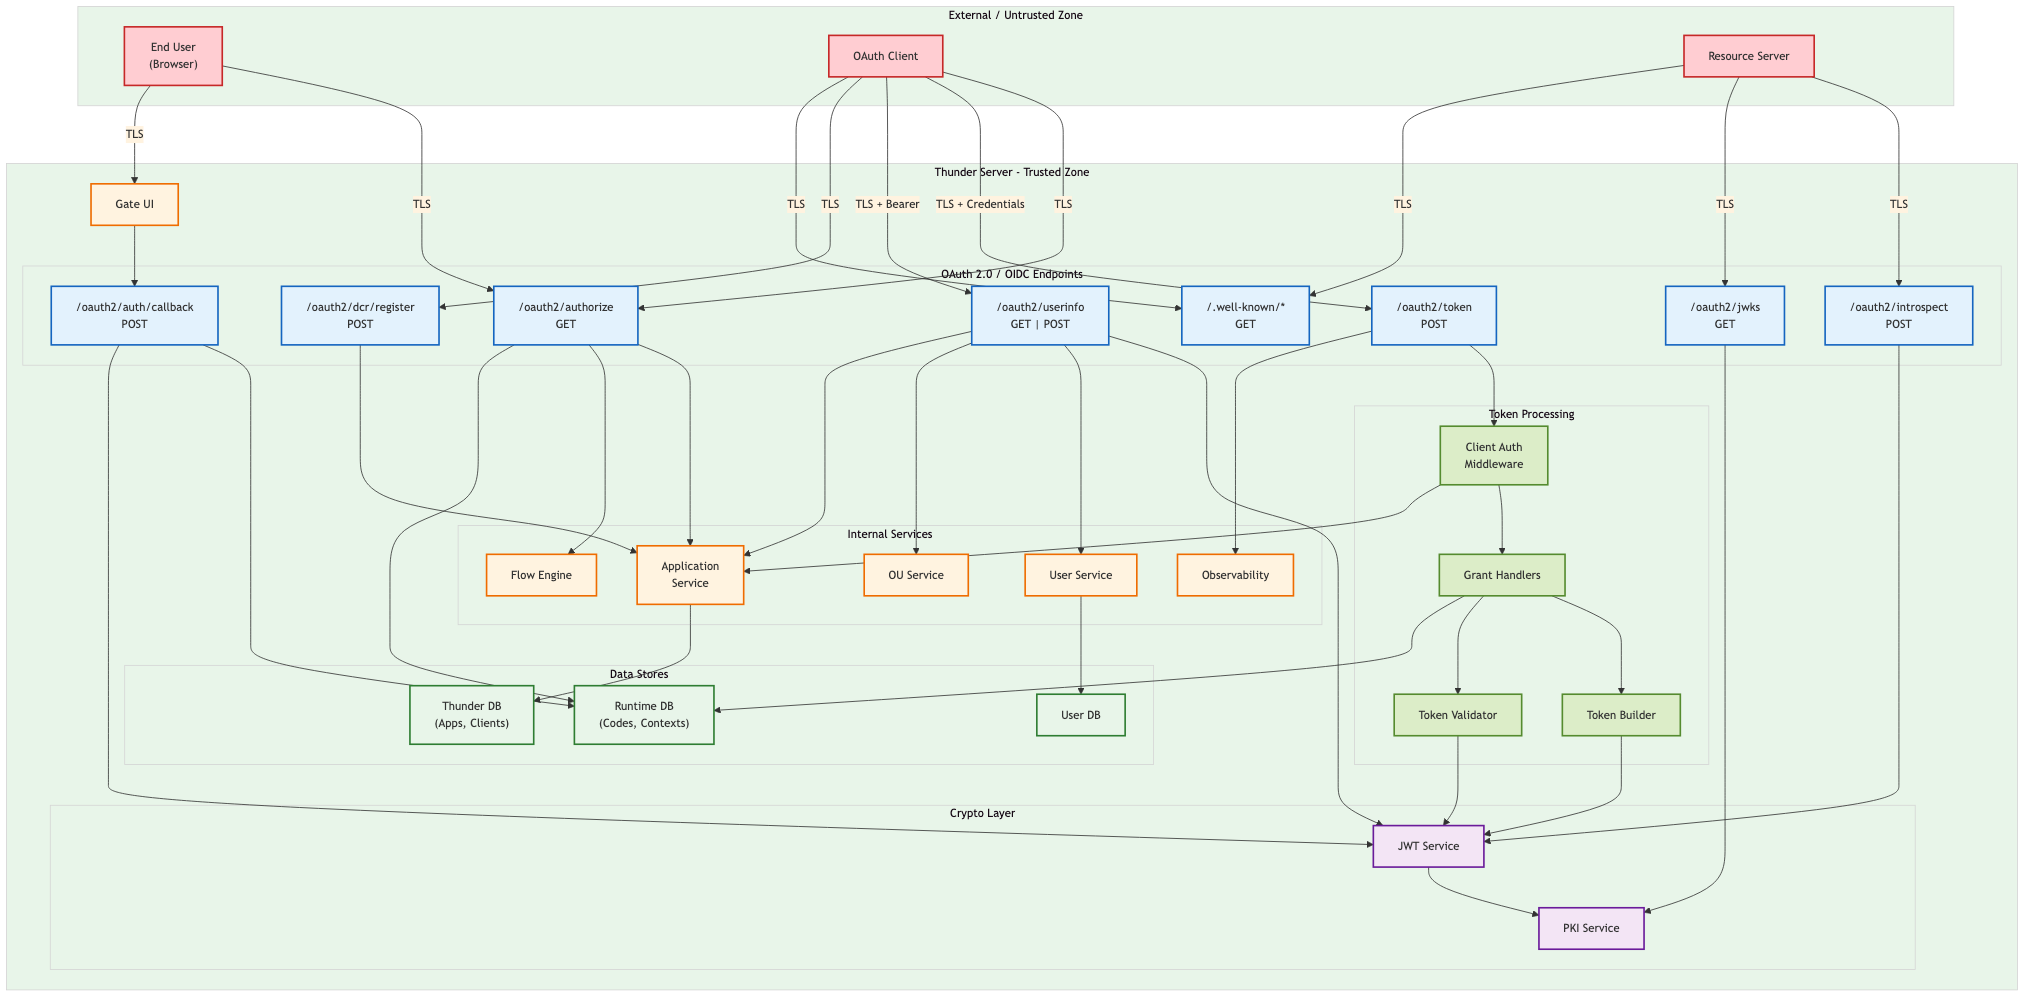 External / Untrusted Zone
End User
(Browser)
OAuth Client
Resource Server
TLS
Thunder Server - Trusted Zone
Gate UI
TLS
TLS
TLS
TLS + Bearer
TLS + Credentials
TLS
TLS
TLS
TLS
OAuth 2.0 / OIDC Endpoints
/oauth2/auth/callback
POST
/oauth2/dcr/register
POST
/oauth2/authorize
GET
/oauth2/userinfo
GET | POST
/.well-known/*
GET
/oauth2/token
POST
/oauth2/jwks
GET
/oauth2/introspect
POST
Token Processing
Client Auth
Middleware
Internal Services
Flow Engine
Application
Service
OU Service
User Service
Observability
Grant Handlers
Data Stores
Thunder DB
(Apps, Clients)
Runtime DB
(Codes, Contexts)
User DB
Token Validator
Token Builder
Crypto Layer
JWT Service
PKI Service